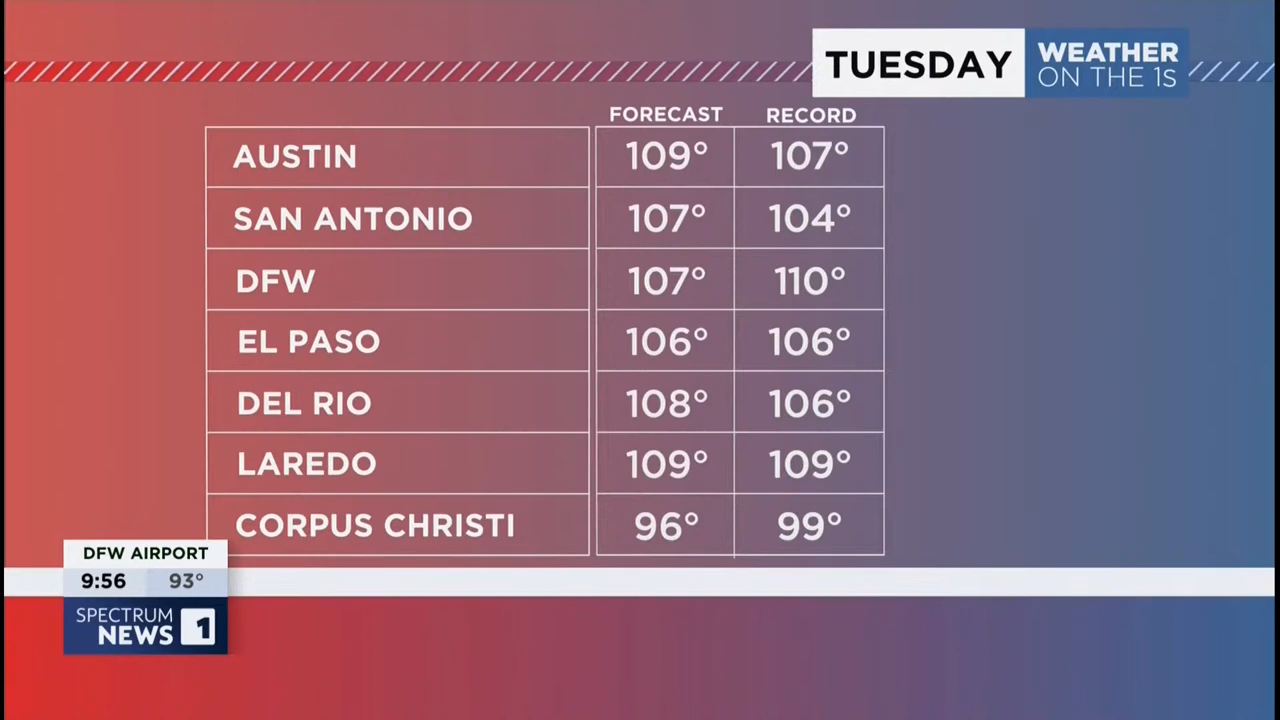 TUESDAY WEATHER
ON THE 1S
FORECAST RECORD
AUSTIN 109° 107°
SAN ANTONIO 107° 104°
DFW 107° 110°
EL PASO 106° 106°
DEL RIO 108° 106°
LAREDO 109° 109°
CORPUS CHRISTI 96° 99°
DFW AIRPORT
9:56 93°
SPECTRUM
NEWS 1